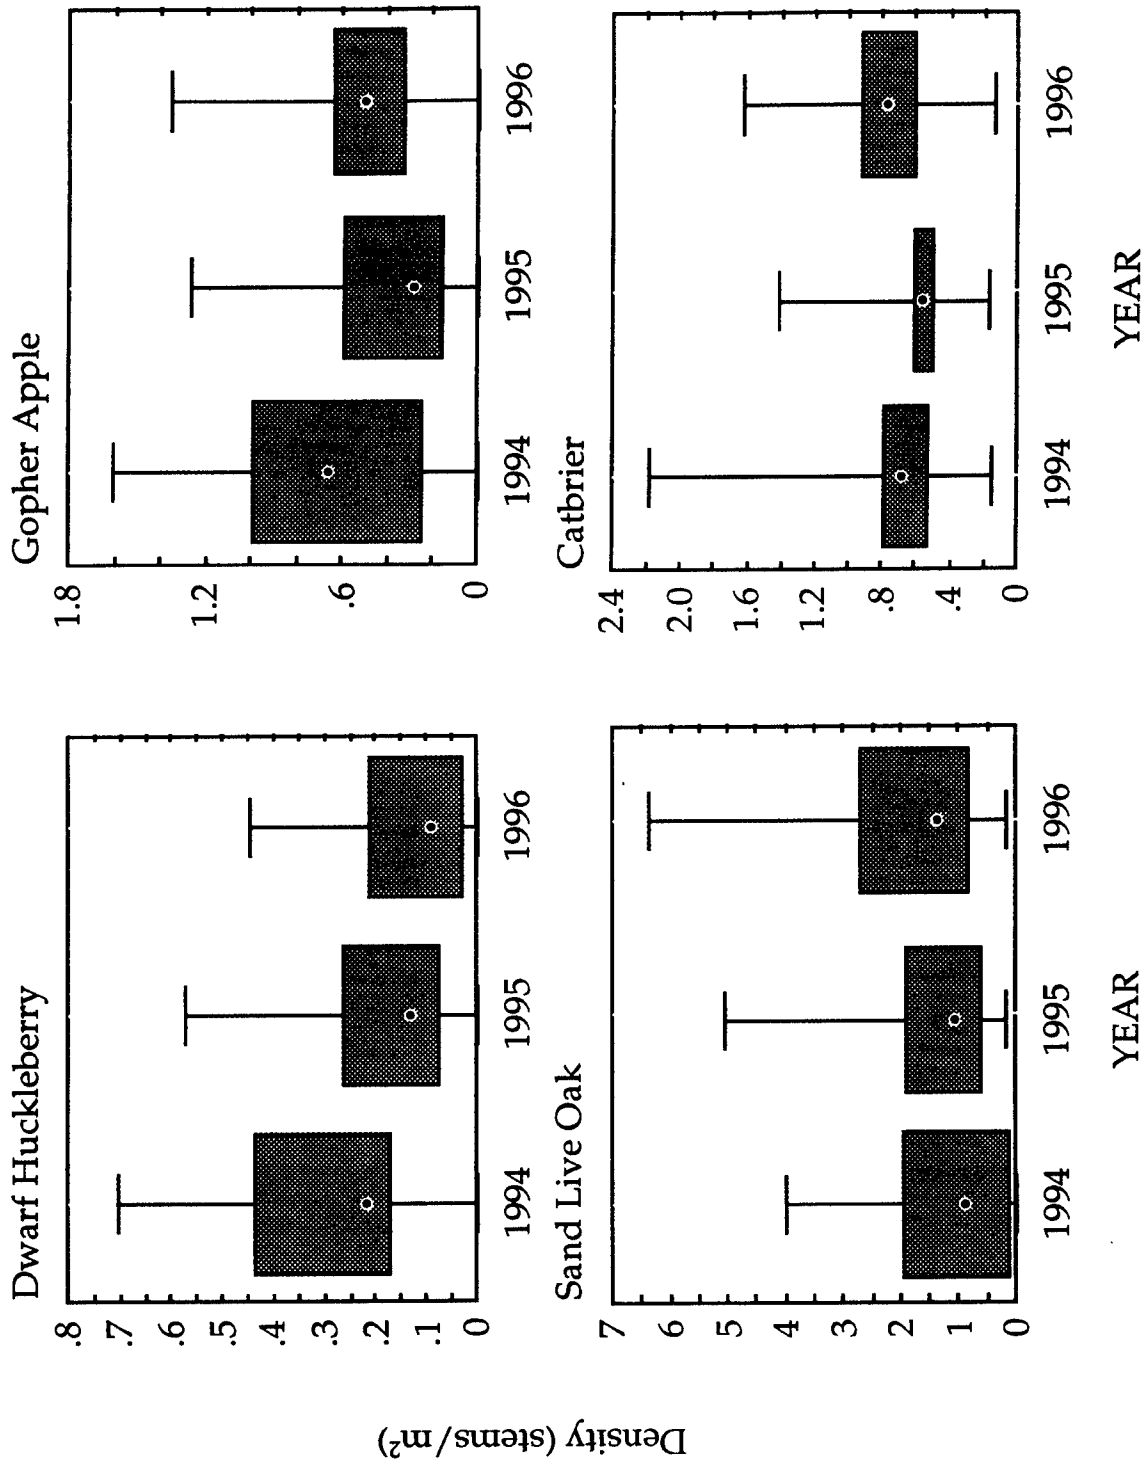 Dwarf Huckleberry
.8
.7
.6
.5
.4
.3
.2
.1
0
1994 1995 1996
Gopher Apple
1.8
1.2
.6
0
1994 1995 1996
Sand Live Oak
7
6
5
4
3
2
1
0
1994 1995 1996
YEAR
Catbrier
2.4
2.0
1.6
1.2
.8
.4
0
1994 1995 1996
YEAR
Density (stems/m²)